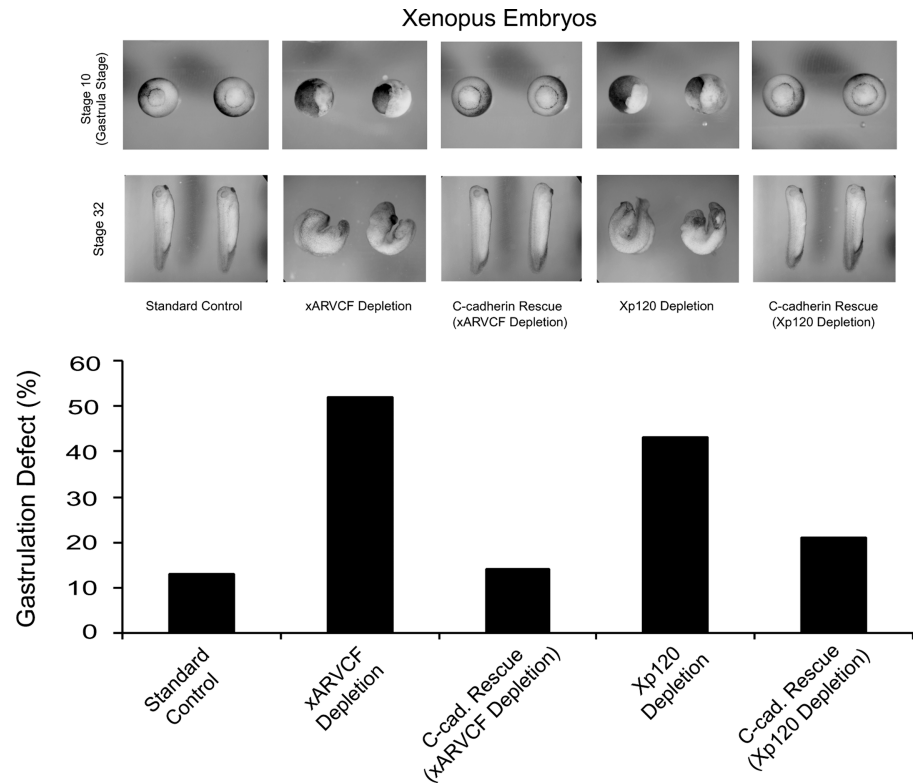 Xenopus Embryos
Stage 10
(Gastrula Stage)
Stage 32
Standard Control
xARVCF Depletion
C-cadherin Rescue
(xARVCF Depletion)
Xp120 Depletion
C-cadherin Rescue
(Xp120 Depletion)
Gastrulation Defect (%)
60
50
40
30
20
10
0
Standard
Control
xARVCF
Depletion
C-cad. Rescue
(xARVCF Depletion)
Xp120
Depletion
C-cad. Rescue
(Xp120 Depletion)